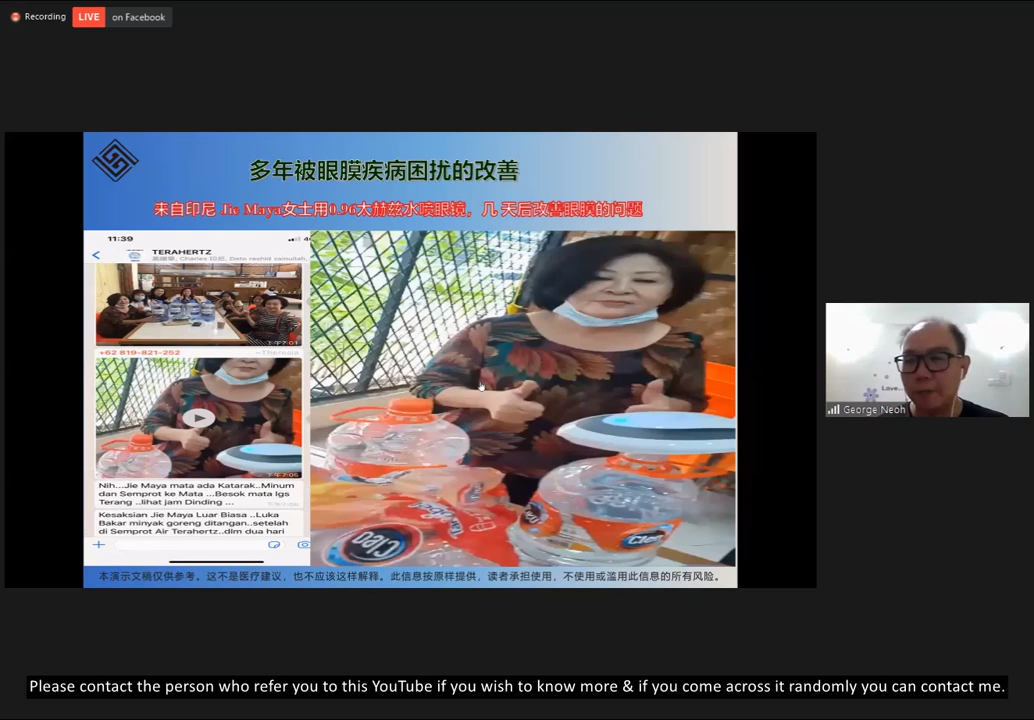 Recording
LIVE
on Facebook
多年被眼膜疾病困扰的改善
来自印尼 Jie Maya女士用0.96太赫兹水喷眼镜，几 天后改善眼膜的问题
11:39
TERAHERTZ
下午7:01
+62 819-821-252
下午7:05
Nih...Jie Maya mata ada Katarak..Minum
dan Semprot ke Mata ...Besok mata lgs
Terang ..lihat jam Dinding ...
Kesaksian Jie Maya Luar Biasa ..Luka
Bakar minyak goreng ditangan..setelah
di Semprot Air Terahertz..dlm dua hari
Cleo
George Neoh
本演示文稿仅供参考。这不是医疗建议，也不应该这样解释。此信息按原样提供，读者承担使用，不使用或滥用此信息的所有风险。
Please contact the person who refer you to this YouTube if you wish to know more & if you come across it randomly you can contact me.